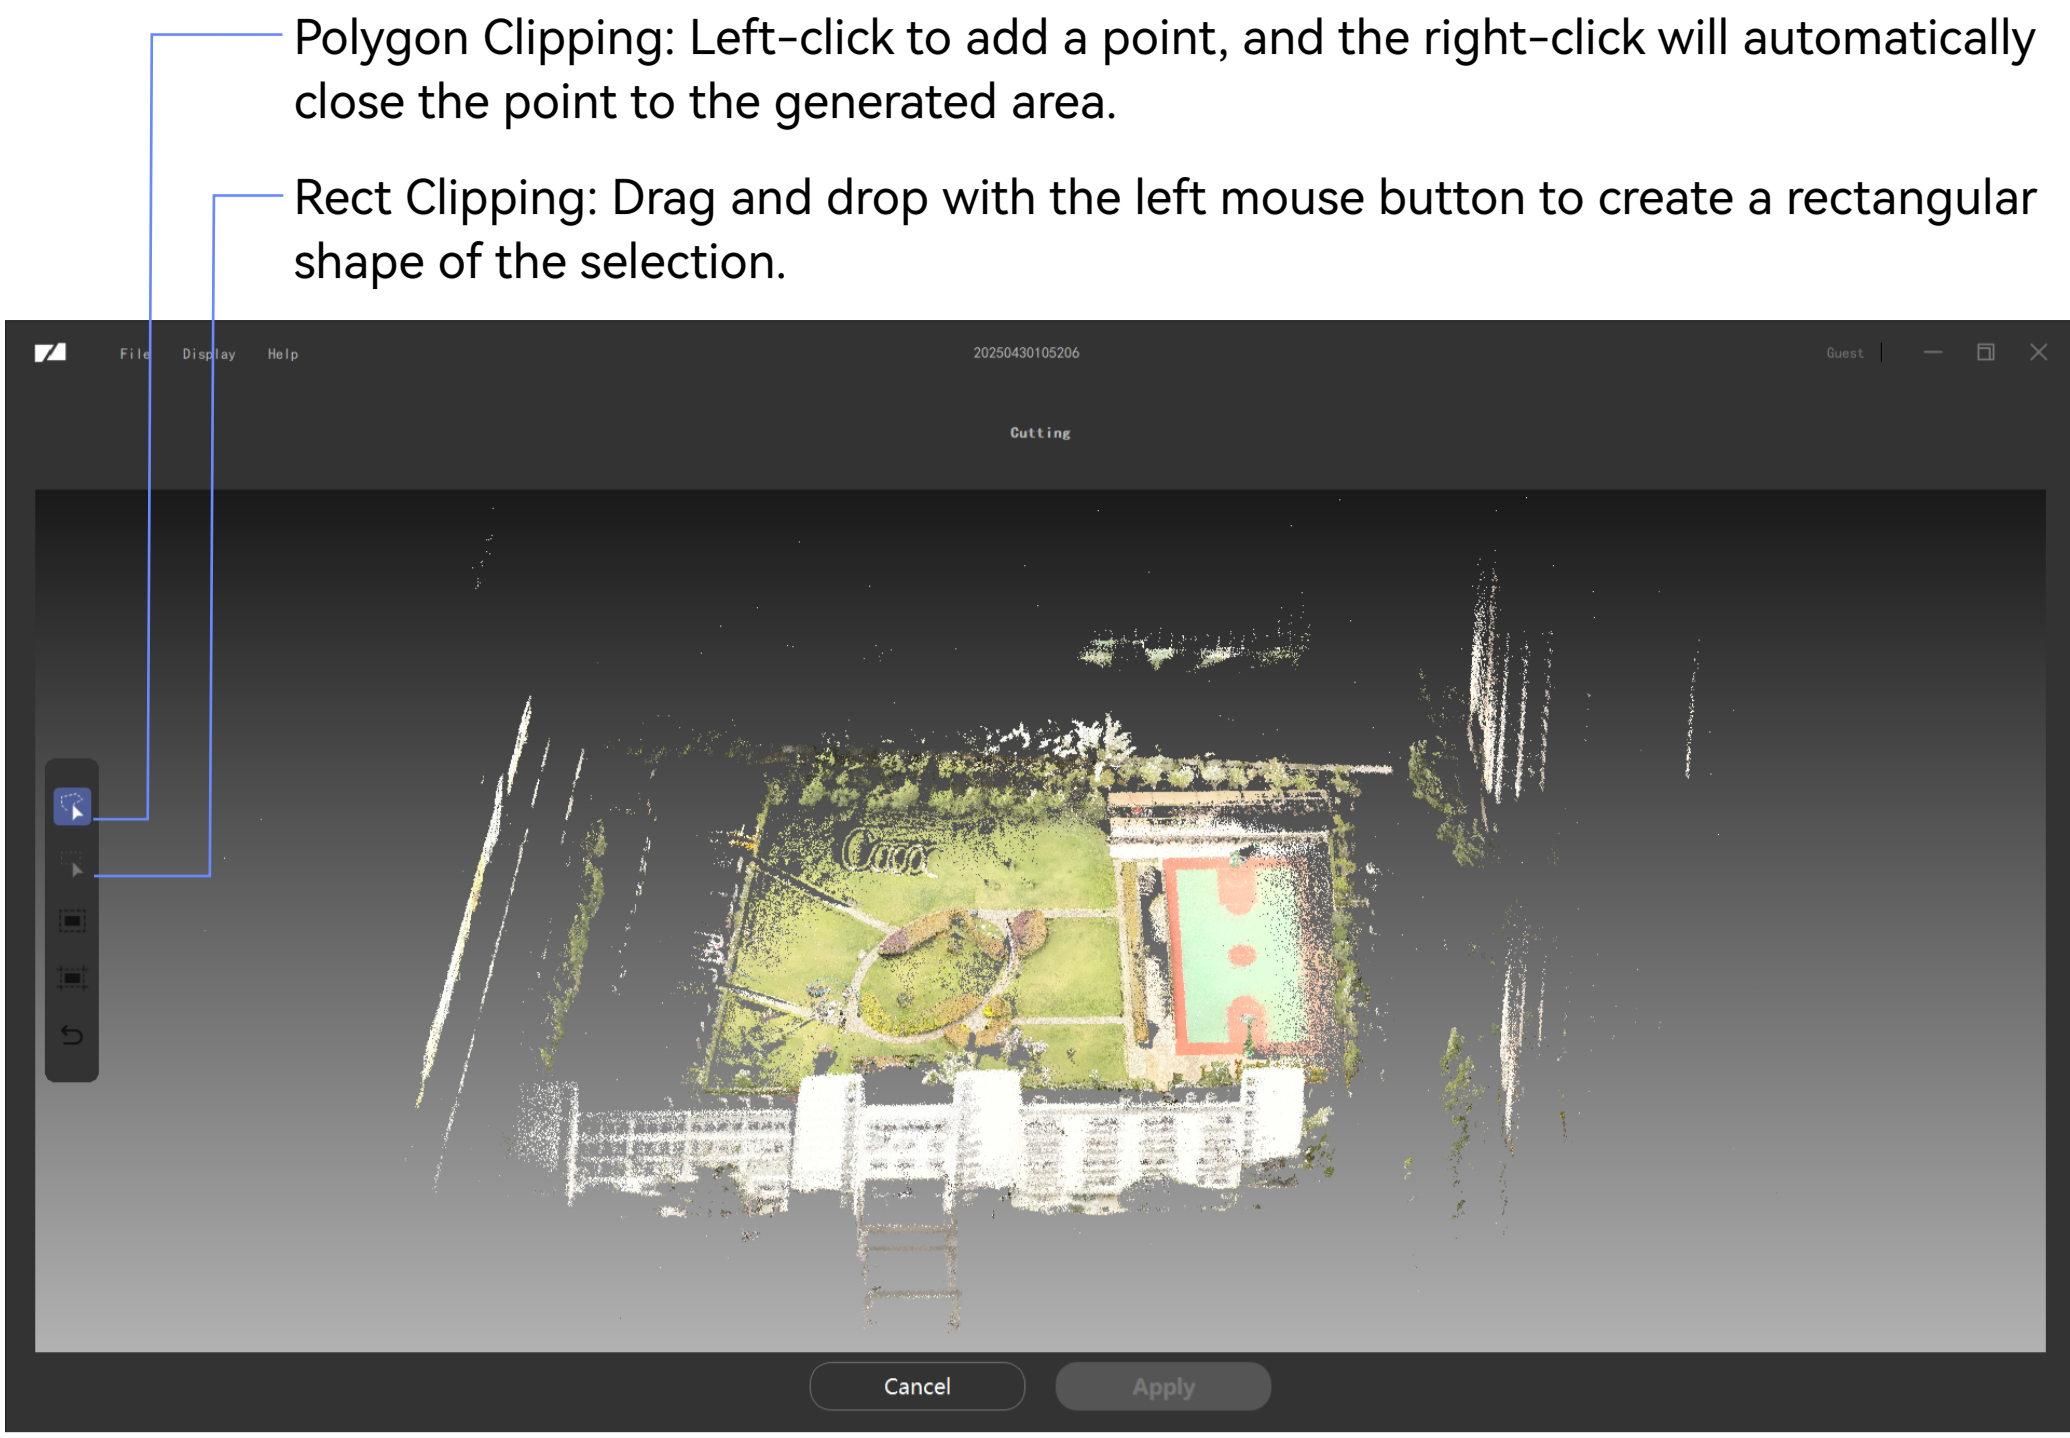 Polygon Clipping: Left-click to add a point, and the right-click will automatically
close the point to the generated area.
Rect Clipping: Drag and drop with the left mouse button to create a rectangular
shape of the selection.
File Display Help 20250430105206 Guest
Cutting
Cancel Apply